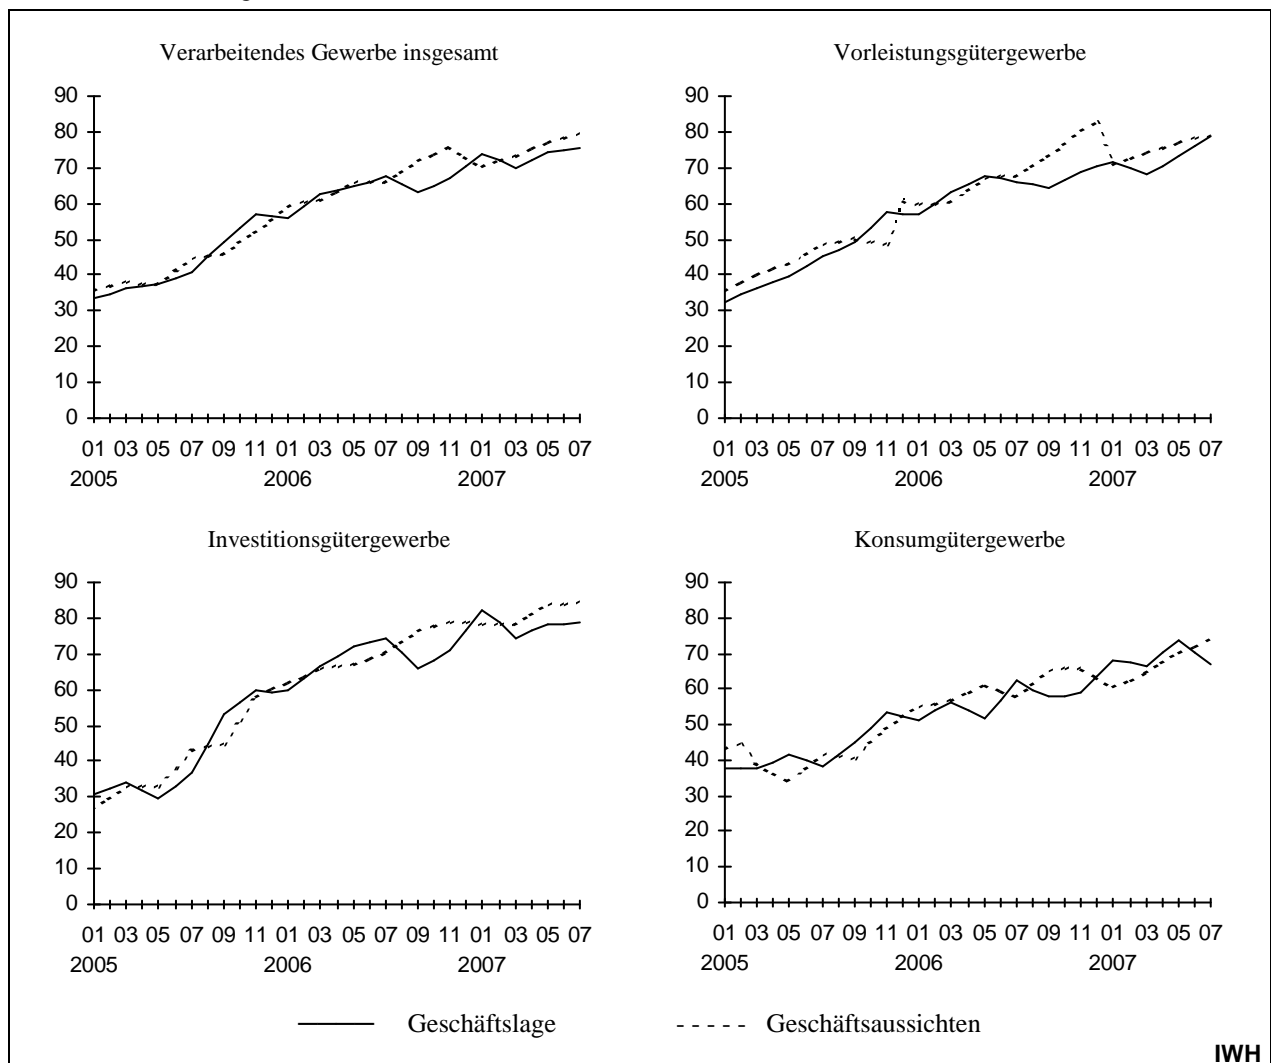 Verarbeitendes Gewerbe insgesamt
90
80
70
60
50
40
30
20
10
0
01 03 05 07 09 11 01 03 05 07 09 11 01 03 05 07
2005 2006 2007
Vorleistungsgütergewerbe
90
80
70
60
50
40
30
20
10
0
01 03 05 07 09 11 01 03 05 07 09 11 01 03 05 07
2005 2006 2007
Investitionsgütergewerbe
90
80
70
60
50
40
30
20
10
0
01 03 05 07 09 11 01 03 05 07 09 11 01 03 05 07
2005 2006 2007
Konsumgütergewerbe
90
80
70
60
50
40
30
20
10
0
01 03 05 07 09 11 01 03 05 07 09 11 01 03 05 07
2005 2006 2007
Geschäftslage Geschäftsaussichten
IWH